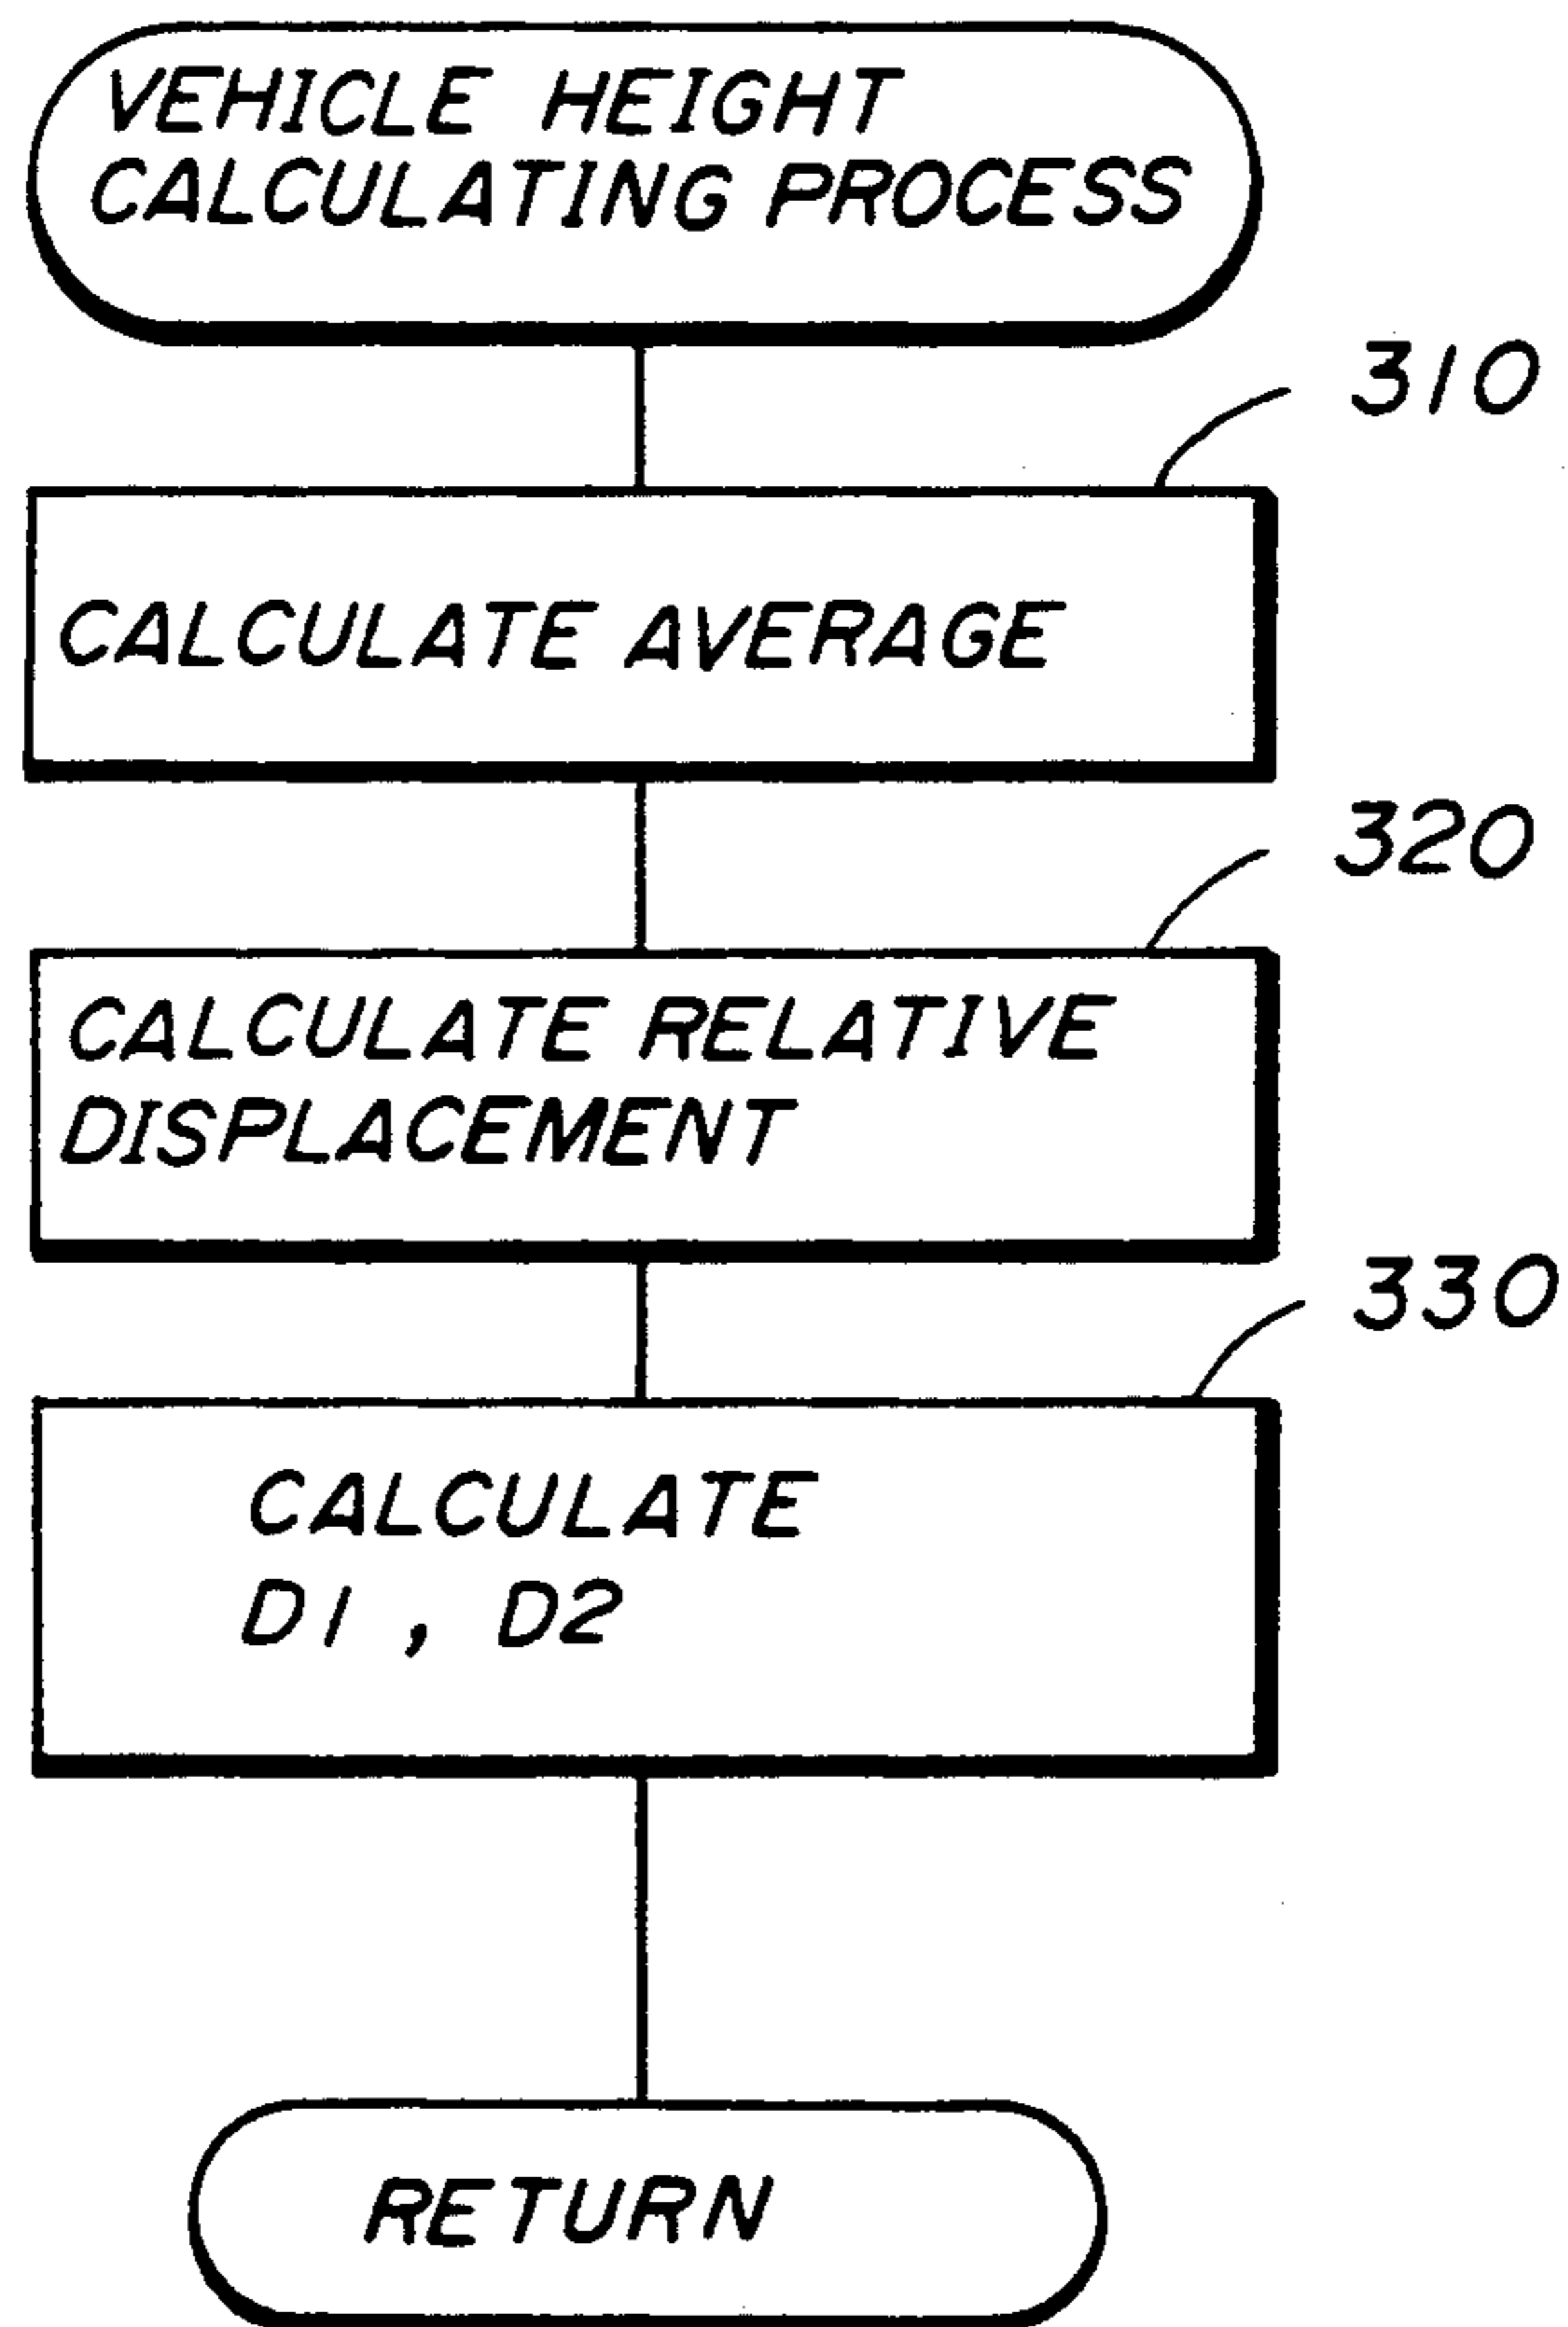 VEHICLE HEIGHT
CALCULATING PROCESS
310
CALCULATE AVERAGE
320
CALCULATE RELATIVE
DISPLACEMENT
330
CALCULATE
D1, D2
RETURN